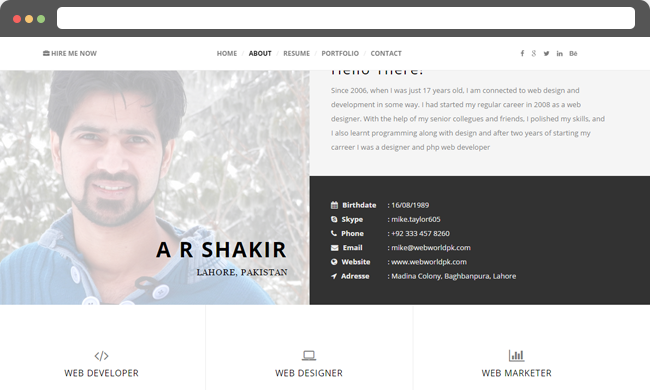 HIRE ME NOW
HOME / ABOUT / RESUME / PORTFOLIO / CONTACT
Hello There!
Since 2006, when I was just 17 years old, I am connected to web design and
development in some way. I had started my regular career in 2008 as a web
designer. With the help of my senior collegues and friends, I polished my skills, and
I also learnt programming along with design and after two years of starting my
carreer I was a designer and php web developer
A R SHAKIR
LAHORE, PAKISTAN
Birthdate : 16/08/1989
Skype : mike.taylor605
Phone : +92 333 457 8260
Email : mike@webworldpk.com
Website : www.webworldpk.com
Adresse : Madina Colony, Baghbanpura, Lahore
WEB DEVELOPER
WEB DESIGNER
WEB MARKETER